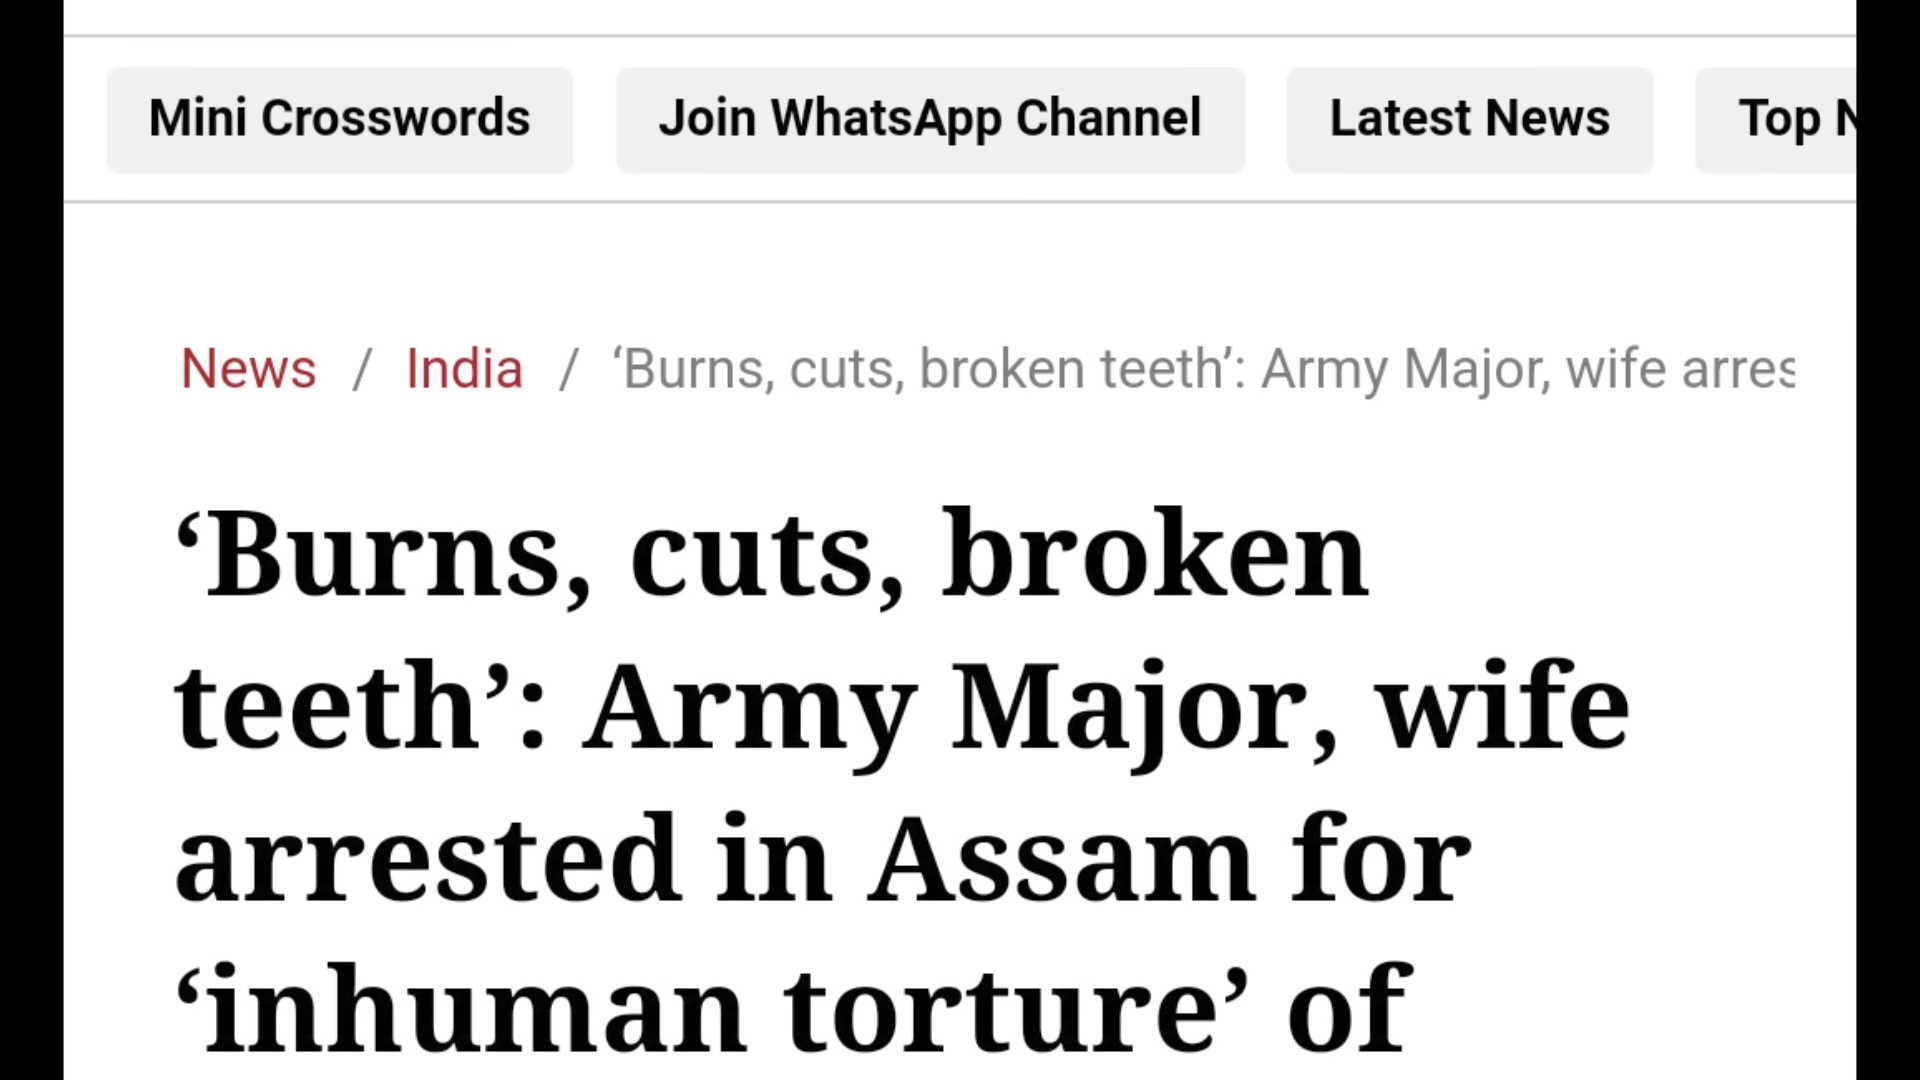 Mini Crosswords Join WhatsApp Channel Latest News Top N
News / India / ‘Burns, cuts, broken teeth’: Army Major, wife arres
‘Burns, cuts, broken
teeth’: Army Major, wife
arrested in Assam for
‘inhuman torture’ of